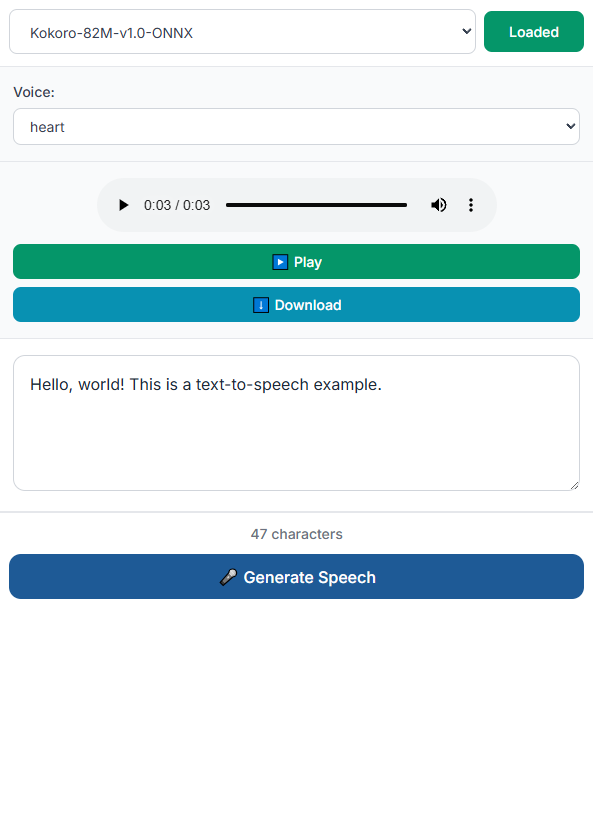 Kokoro-82M-v1.0-ONNX
Loaded
Voice:
heart
0:03 / 0:03
Play
Download
Hello, world! This is a text-to-speech example.
47 characters
Generate Speech